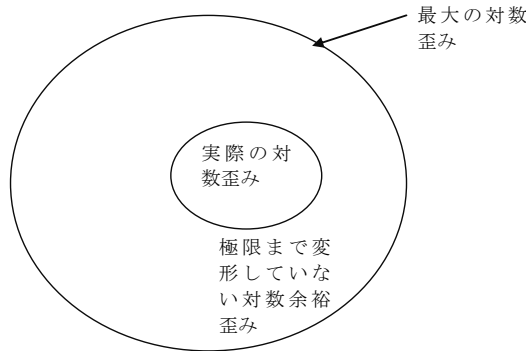 最大の対数
歪み
実際の対
数歪み
極限まで変
形していな
い対数余裕
歪み